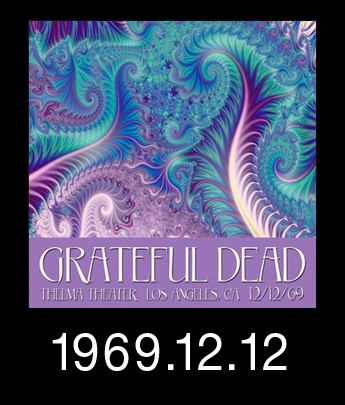 GRATEFUL DEAD
THELMA THEATER LOS ANGELES, CA 12/12/69
1969.12.12